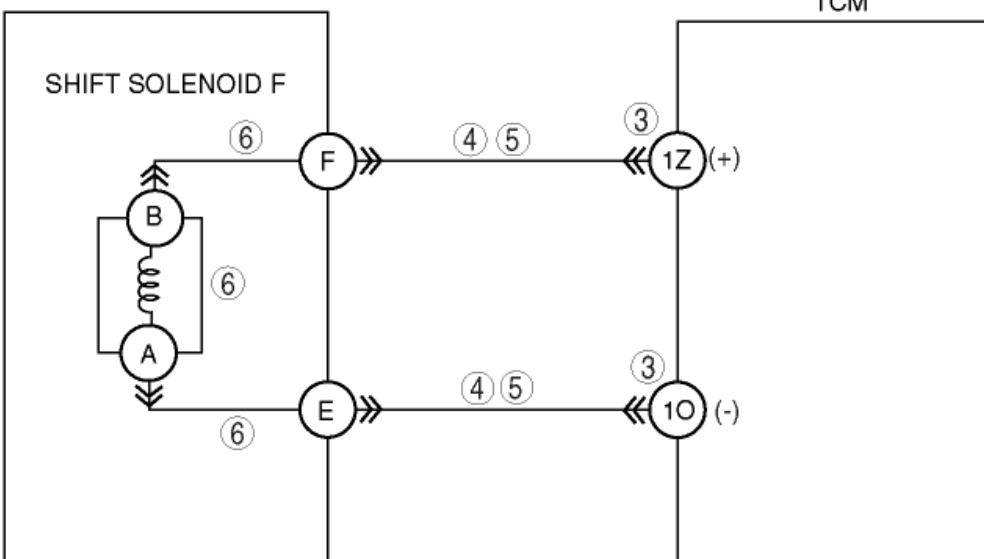 TCM
SHIFT SOLENOID F
⑥
F
④ ⑤
③
1Z
(+)
B
⑥
A
③
④ ⑤
E
1O
(-)
⑥